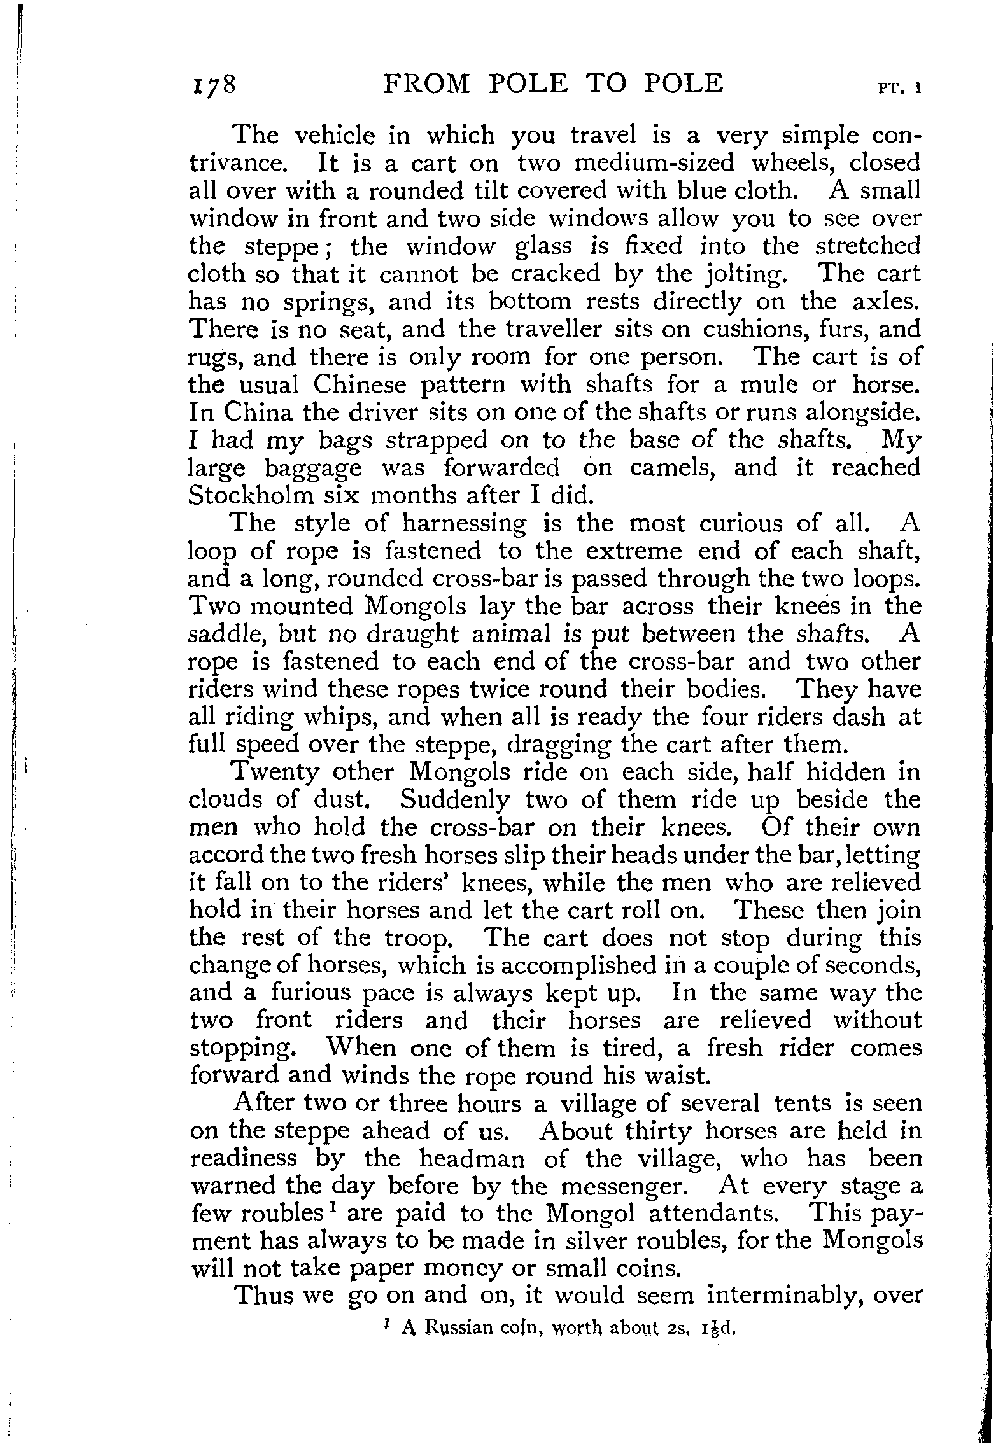 178 FROM POLE TO POLE PT. 1
The vehicle in which you travel is a very simple con-
trivance. It is a cart on two medium-sized wheels, closed
all over with a rounded tilt covered with blue cloth. A small
window in front and two side windows allow you to see over
the steppe; the window glass is fixed into the stretched
cloth so that it cannot be cracked by the jolting. The cart
has no springs, and its bottom rests directly on the axles.
There is no seat, and the traveller sits on cushions, furs, and
rugs, and there is only room for one person. The cart is of
the usual Chinese pattern with shafts for a mule or horse.
In China the driver sits on one of the shafts or runs alongside.
I had my bags strapped on to the base of the shafts. My
large baggage was forwarded on camels, and it reached
Stockholm six months after I did.
The style of harnessing is the most curious of all. A
loop of rope is fastened to the extreme end of each shaft,
and a long, rounded cross-bar is passed through the two loops.
Two mounted Mongols lay the bar across their knees in the
saddle, but no draught animal is put between the shafts. A
rope is fastened to each end of the cross-bar and two other
riders wind these ropes twice round their bodies. They have
all riding whips, and when all is ready the four riders dash at
full speed over the steppe, dragging the cart after them.
Twenty other Mongols ride on each side, half hidden in
clouds of dust. Suddenly two of them ride up beside the
men who hold the cross-bar on their knees. Of their own
accord the two fresh horses slip their heads under the bar, letting
it fall on to the riders' knees, while the men who are relieved
hold in their horses and let the cart roll on. These then join
the rest of the troop. The cart does not stop during this
change of horses, which is accomplished in a couple of seconds,
and a furious pace is always kept up. In the same way the
two front riders and their horses are relieved without
stopping. When one of them is tired, a fresh rider comes
forward and winds the rope round his waist.
After two or three hours a village of several tents is seen
on the steppe ahead of us. About thirty horses are held in
readiness by the headman of the village, who has been
warned the day before by the messenger. At every stage a
few roubles¹ are paid to the Mongol attendants. This pay-
ment has always to be made in silver roubles, for the Mongols
will not take paper money or small coins.
Thus we go on and on, it would seem interminably, over
¹ A Russian coin, worth about 2s. 1½d.